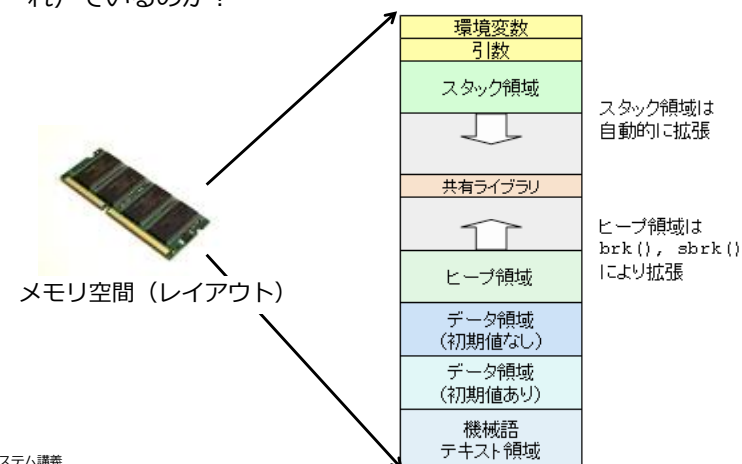 れ）ているのか？
環境変数
引数
スタック領域
スタック領域は
自動的に拡張
共有ライブラリ
ヒープ領域は
brk(), sbrk()
により拡張
ヒープ領域
メモリ空間（レイアウト）
データ領域
(初期値なし)
データ領域
(初期値あり)
機械語
テキスト領域
ステム講義